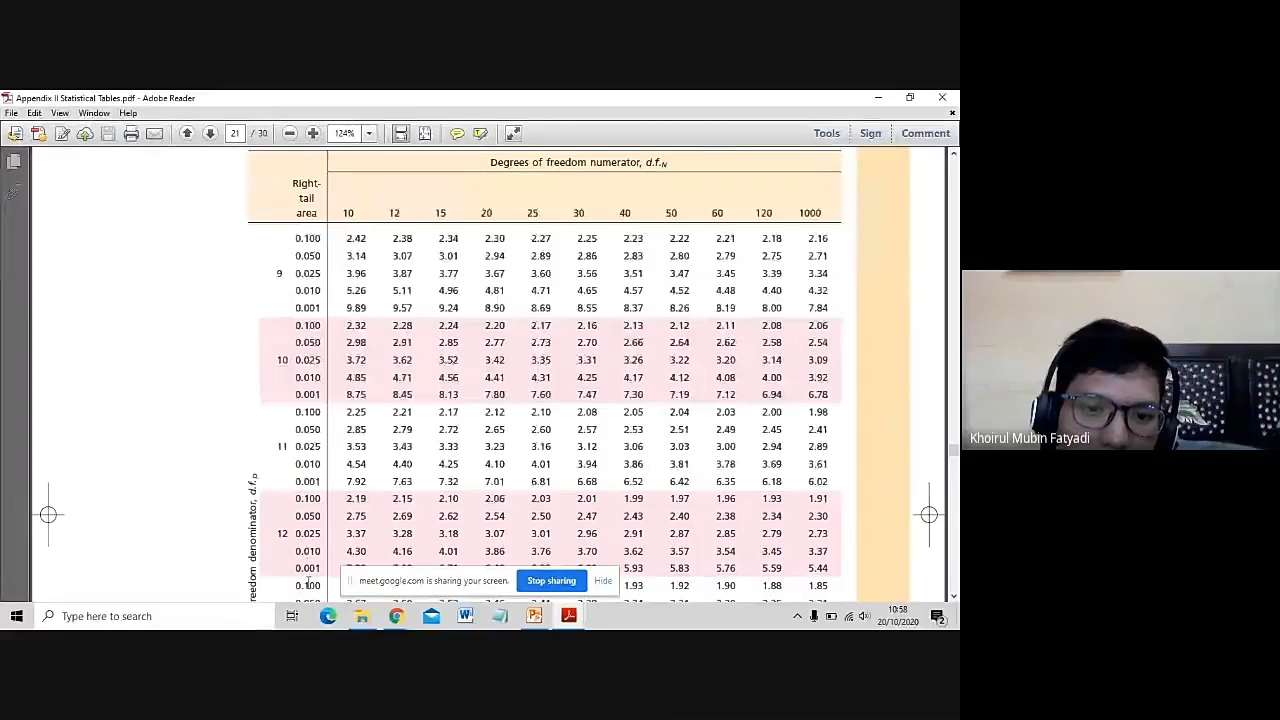 Appendix II Statistical Tables.pdf - Adobe Reader
File Edit View Window Help
21 / 30 124% Tools Sign Comment
Degrees of freedom numerator, d.f.N
Right-
tail
area 10 12 15 20 25 30 40 50 60 120 1000
0.100 2.42 2.38 2.34 2.30 2.27 2.25 2.23 2.22 2.21 2.18 2.16
0.050 3.14 3.07 3.01 2.94 2.89 2.86 2.83 2.80 2.79 2.75 2.71
9 0.025 3.96 3.87 3.77 3.67 3.60 3.56 3.51 3.47 3.45 3.39 3.34
0.010 5.26 5.11 4.96 4.81 4.71 4.65 4.57 4.52 4.48 4.40 4.32
0.001 9.89 9.57 9.24 8.90 8.69 8.55 8.37 8.26 8.19 8.00 7.84
0.100 2.32 2.28 2.24 2.20 2.17 2.16 2.13 2.12 2.11 2.08 2.06
0.050 2.98 2.91 2.85 2.77 2.73 2.70 2.66 2.64 2.62 2.58 2.54
10 0.025 3.72 3.62 3.52 3.42 3.35 3.31 3.26 3.22 3.20 3.14 3.09
0.010 4.85 4.71 4.56 4.41 4.31 4.25 4.17 4.12 4.08 4.00 3.92
0.001 8.75 8.45 8.13 7.80 7.60 7.47 7.30 7.19 7.12 6.94 6.78
0.100 2.25 2.21 2.17 2.12 2.10 2.08 2.05 2.04 2.03 2.00 1.98
0.050 2.85 2.79 2.72 2.65 2.60 2.57 2.53 2.51 2.49 2.45 2.41
11 0.025 3.53 3.43 3.33 3.23 3.16 3.12 3.06 3.03 3.00 2.94 2.89
0.010 4.54 4.40 4.25 4.10 4.01 3.94 3.86 3.81 3.78 3.69 3.61
0.001 7.92 7.63 7.32 7.01 6.81 6.68 6.52 6.42 6.35 6.18 6.02
0.100 2.19 2.15 2.10 2.06 2.03 2.01 1.99 1.97 1.96 1.93 1.91
0.050 2.75 2.69 2.62 2.54 2.50 2.47 2.43 2.40 2.38 2.34 2.30
12 0.025 3.37 3.28 3.18 3.07 3.01 2.96 2.91 2.87 2.85 2.79 2.73
0.010 4.30 4.16 4.01 3.86 3.76 3.70 3.62 3.57 3.54 3.45 3.37
0.001 5.93 5.83 5.76 5.59 5.44
0.100 1.93 1.92 1.90 1.88 1.85
reedom denominator, d.f.D
meet.google.com is sharing your screen. Stop sharing Hide
Type here to search
10:58
20/10/2020
2
Khoirul Mubin Fatyadi